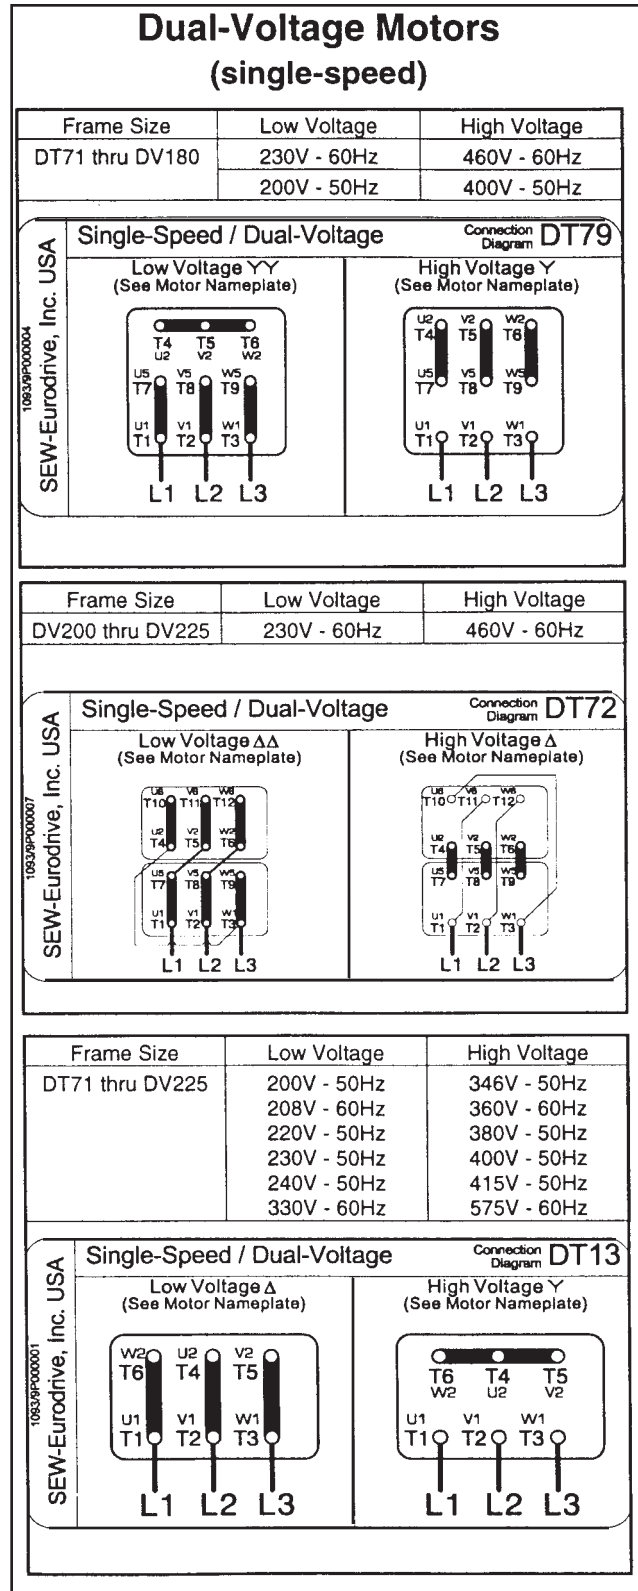 Dual-Voltage Motors
(single-speed)
Frame Size Low Voltage High Voltage
DT71 thru DV180 230V - 60Hz 460V - 60Hz
200V - 50Hz 400V - 50Hz
1093/9P000004
SEW-Eurodrive, Inc. USA
Single-Speed / Dual-Voltage Connection Diagram DT79
Low Voltage YY
(See Motor Nameplate)
T4 T5 T6
U2 V2 W2
U5 V5 W5
T7 T8 T9
U1 V1 W1
T1 T2 T3
L1 L2 L3
High Voltage Y
(See Motor Nameplate)
U2 V2 W2
T4 T5 T6
U5 V5 W5
T7 T8 T9
U1 V1 W1
T1 T2 T3
L1 L2 L3
Frame Size Low Voltage High Voltage
DV200 thru DV225 230V - 60Hz 460V - 60Hz
1093/9P000007
SEW-Eurodrive, Inc. USA
Single-Speed / Dual-Voltage Connection Diagram DT72
Low Voltage ΔΔ
(See Motor Nameplate)
U6 V6 W6
T10 T11 T12
U2 V2 W2
T4 T5 T6
U5 V5 W5
T7 T8 T9
U1 V1 W1
T1 T2 T3
L1 L2 L3
High Voltage Δ
(See Motor Nameplate)
U6 V6 W6
T10 T11 T12
U2 V2 W2
T4 T5 T6
U5 V5 W5
T7 T8 T9
U1 V1 W1
T1 T2 T3
L1 L2 L3
Frame Size Low Voltage High Voltage
DT71 thru DV225 200V - 50Hz 346V - 50Hz
208V - 60Hz 360V - 60Hz
220V - 50Hz 380V - 50Hz
230V - 50Hz 400V - 50Hz
240V - 50Hz 415V - 50Hz
330V - 60Hz 575V - 60Hz
1093/9P000001
SEW-Eurodrive, Inc. USA
Single-Speed / Dual-Voltage Connection Diagram DT13
Low Voltage Δ
(See Motor Nameplate)
W2 U2 V2
T6 T4 T5
U1 V1 W1
T1 T2 T3
L1 L2 L3
High Voltage Y
(See Motor Nameplate)
T6 T4 T5
W2 U2 V2
U1 V1 W1
T1 T2 T3
L1 L2 L3